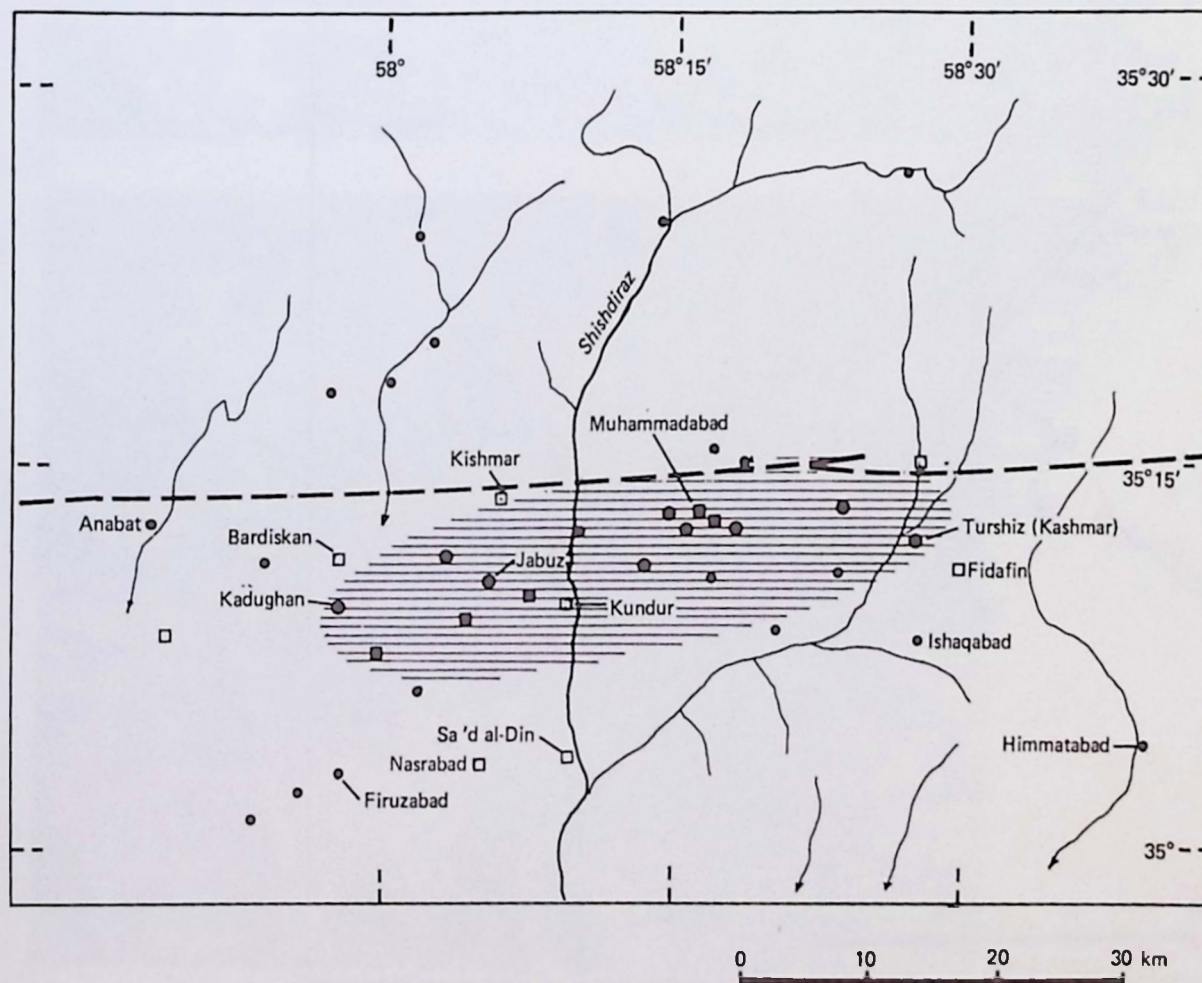 58°
58°15'
58°30'
35°30'
Shishdiraz
Muhammadabad
Kishmar
35°15'
Anabat
Turshiz (Kashmar)
Bardiskan
Jabuz
Fidafin
Kadughan
Kundur
Ishaqabad
Sa'd al-Din
Himmatabad
Nasrabad
Firuzabad
35°
0 10 20 30 km